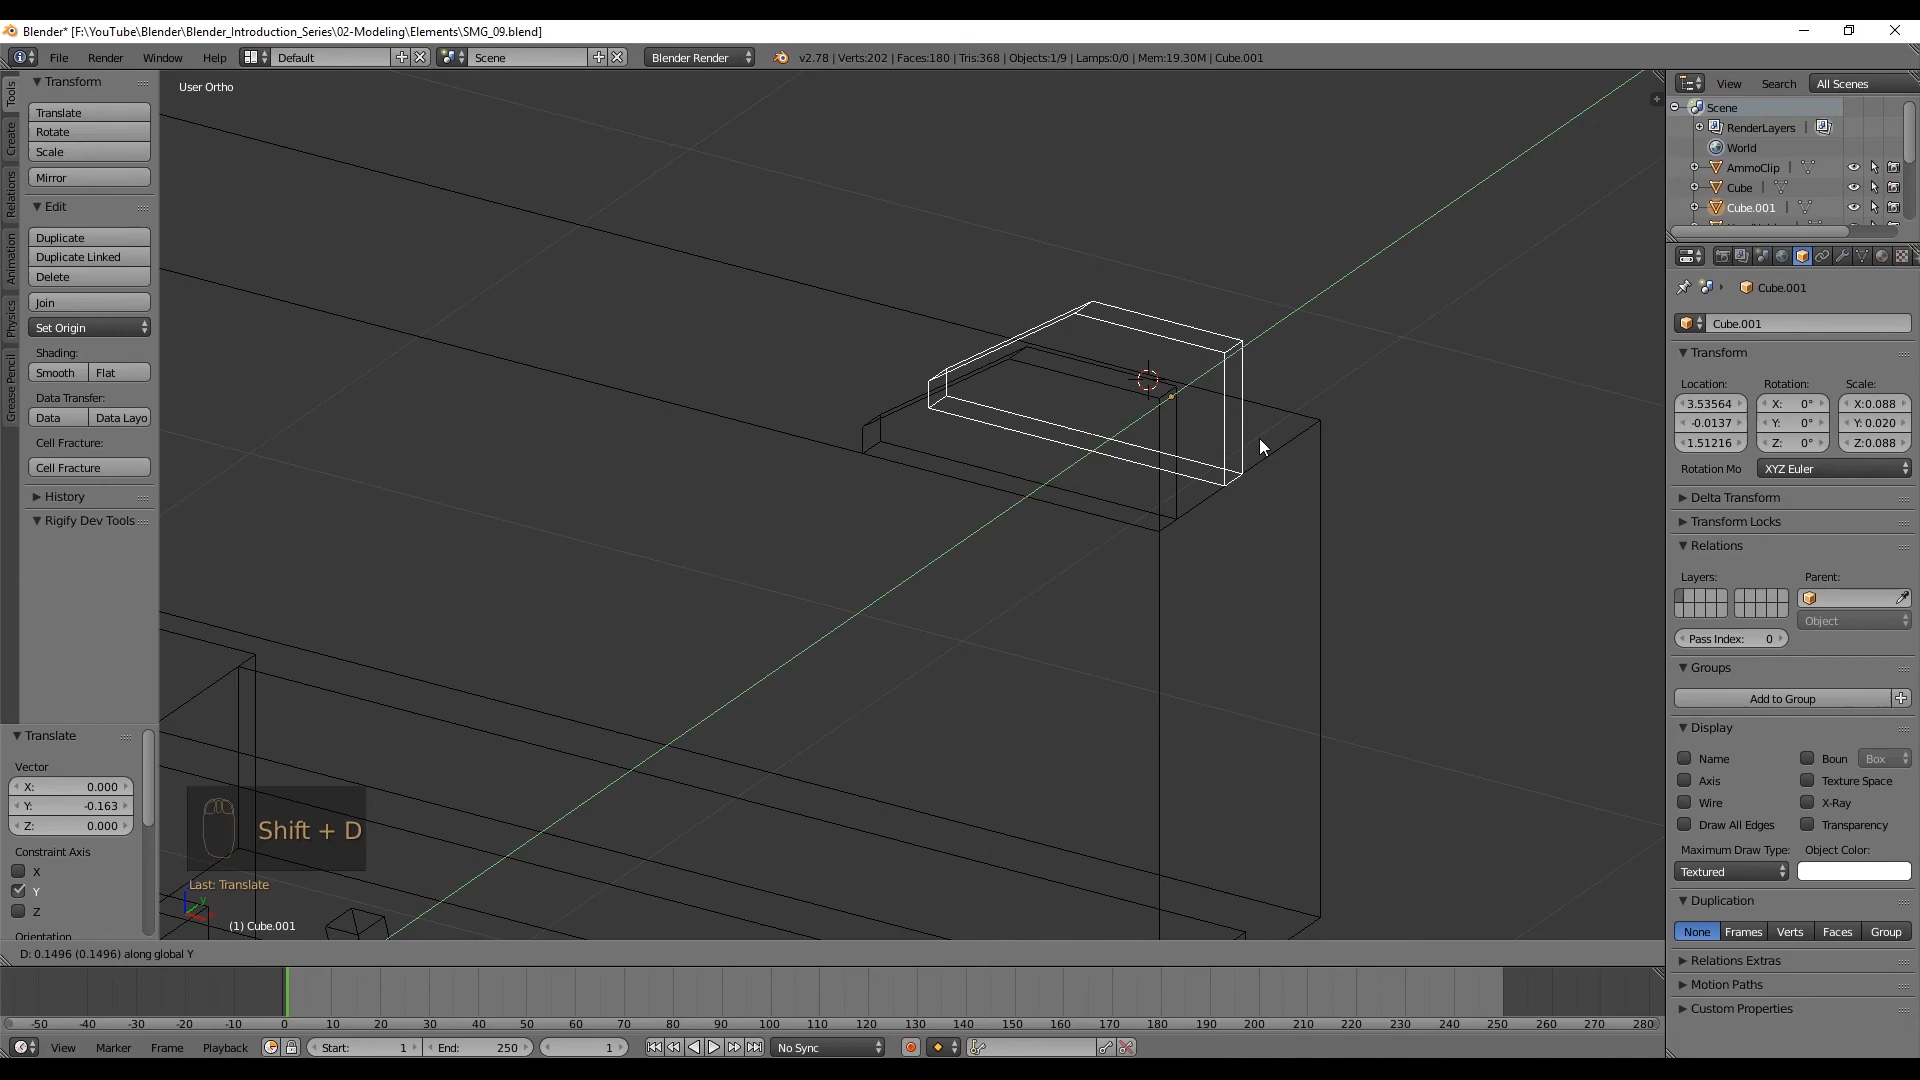 Blender* [F:\YouTube\Blender\Blender_Introduction_Series\02-Modeling\Elements\SMG_09.blend]
File Render Window Help Default Scene Blender Render v2.78 | Verts:202 | Faces:180 | Tris:368 | Objects:1/9 | Lamps:0/0 | Mem:19.30M | Cube.001
Tools
Create
Relations
Animation
Physics
Grease Pencil
Transform
Translate
Rotate
Scale
Mirror
Edit
Duplicate
Duplicate Linked
Delete
Join
Set Origin
Shading:
Smooth Flat
Data Transfer:
Data Data Layo
Cell Fracture:
Cell Fracture
History
Rigify Dev Tools
Translate
Vector
X: 0.000
Y: -0.163
Z: 0.000
Constraint Axis
X
Y
Z
Orientation
User Ortho
Shift + D
Last: Translate
(1) Cube.001
D: 0.1496 (0.1496) along global Y
View Search All Scenes
Scene
RenderLayers
World
AmmoClip
Cube
Cube.001
Cube.001
Cube.001
Transform
Location: Rotation: Scale:
3.53564 X: 0° X:0.088
-0.0137 Y: 0° Y: 0.020
1.51216 Z: 0° Z:0.088
Rotation Mo XYZ Euler
Delta Transform
Transform Locks
Relations
Layers: Parent:
Object
Pass Index: 0
Groups
Add to Group
Display
Name Boun Box
Axis Texture Space
Wire X-Ray
Draw All Edges Transparency
Maximum Draw Type: Object Color:
Textured
Duplication
None Frames Verts Faces Group
Relations Extras
Motion Paths
Custom Properties
-50 -40 -30 -20 -10 0 10 20 30 40 50 60 70 80 90 100 110 120 130 140 150 160 170 180 190 200 210 220 230 240 250 260 270 280
View Marker Frame Playback Start: 1 End: 250 1 No Sync